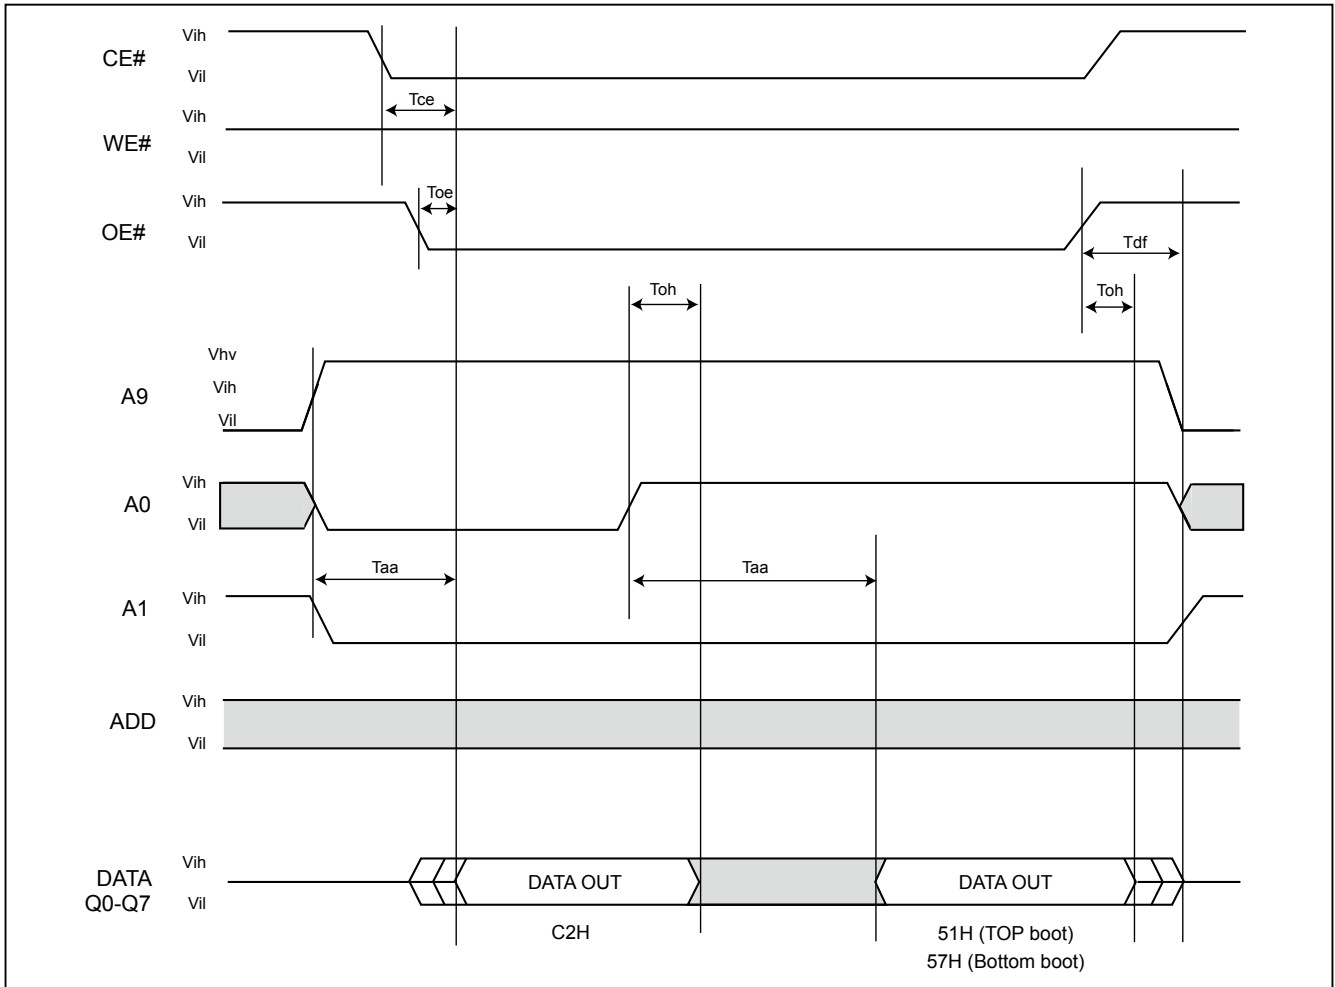 CE#
Vih
Vil
Tce
WE#
Vih
Vil
OE#
Vih
Vil
Toe
Tdf
Toh
Toh
A9
Vhv
Vih
Vil
A0
Vih
Vil
Taa
Taa
A1
Vih
Vil
ADD
Vih
Vil
DATA
Q0-Q7
Vih
Vil
DATA OUT
DATA OUT
C2H
51H (TOP boot)
57H (Bottom boot)